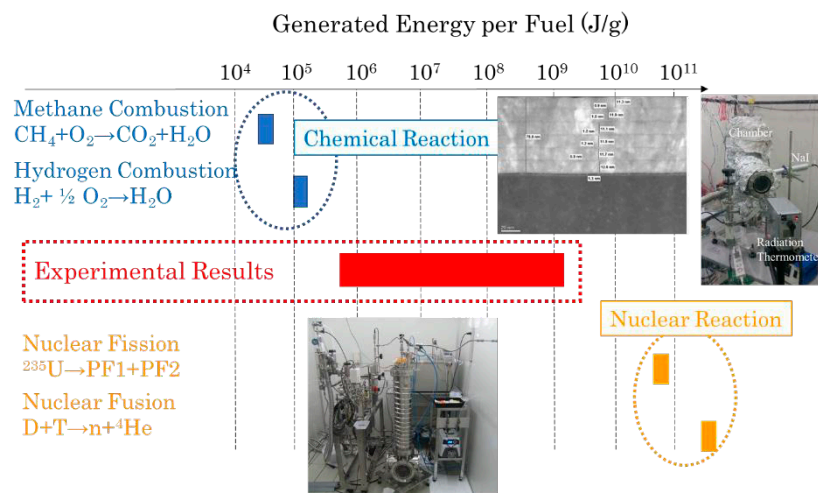 Generated Energy per Fuel (J/g)
10⁴ 10⁵ 10⁶ 10⁷ 10⁸ 10⁹ 10¹⁰ 10¹¹
Methane Combustion
CH₄+O₂→CO₂+H₂O
Chemical Reaction
Hydrogen Combustion
H₂+ ½ O₂→H₂O
Chamber
NaI
Radiation
Thermometer
Experimental Results
Nuclear Reaction
Nuclear Fission
²³⁵U→PF1+PF2
Nuclear Fusion
D+T→n+⁴He